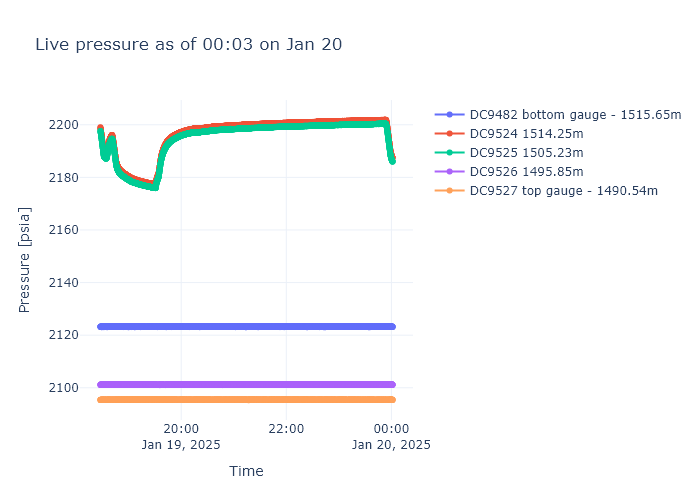 Live pressure as of 00:03 on Jan 20
DC9482 bottom gauge - 1515.65m
DC9524 1514.25m
DC9525 1505.23m
DC9526 1495.85m
DC9527 top gauge - 1490.54m
Pressure [psia]
2200
2180
2160
2140
2120
2100
20:00
Jan 19, 2025
22:00
00:00
Jan 20, 2025
Time